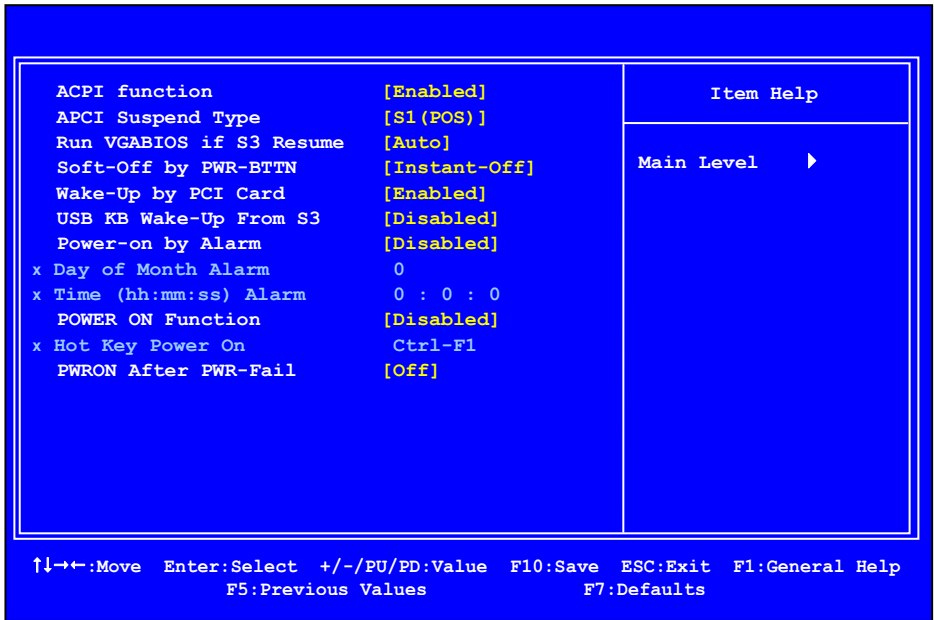 ACPI function [Enabled]
APCI Suspend Type [S1(POS)]
Run VGABIOS if S3 Resume [Auto]
Soft-Off by PWR-BTTN [Instant-Off]
Wake-Up by PCI Card [Enabled]
USB KB Wake-Up From S3 [Disabled]
Power-on by Alarm [Disabled]
x Day of Month Alarm 0
x Time (hh:mm:ss) Alarm 0 : 0 : 0
POWER ON Function [Disabled]
x Hot Key Power On Ctrl-F1
PWRON After PWR-Fail [Off]
Item Help
Main Level
↑↓→←:Move Enter:Select +/-/PU/PD:Value F10:Save ESC:Exit F1:General Help
F5:Previous Values F7:Defaults